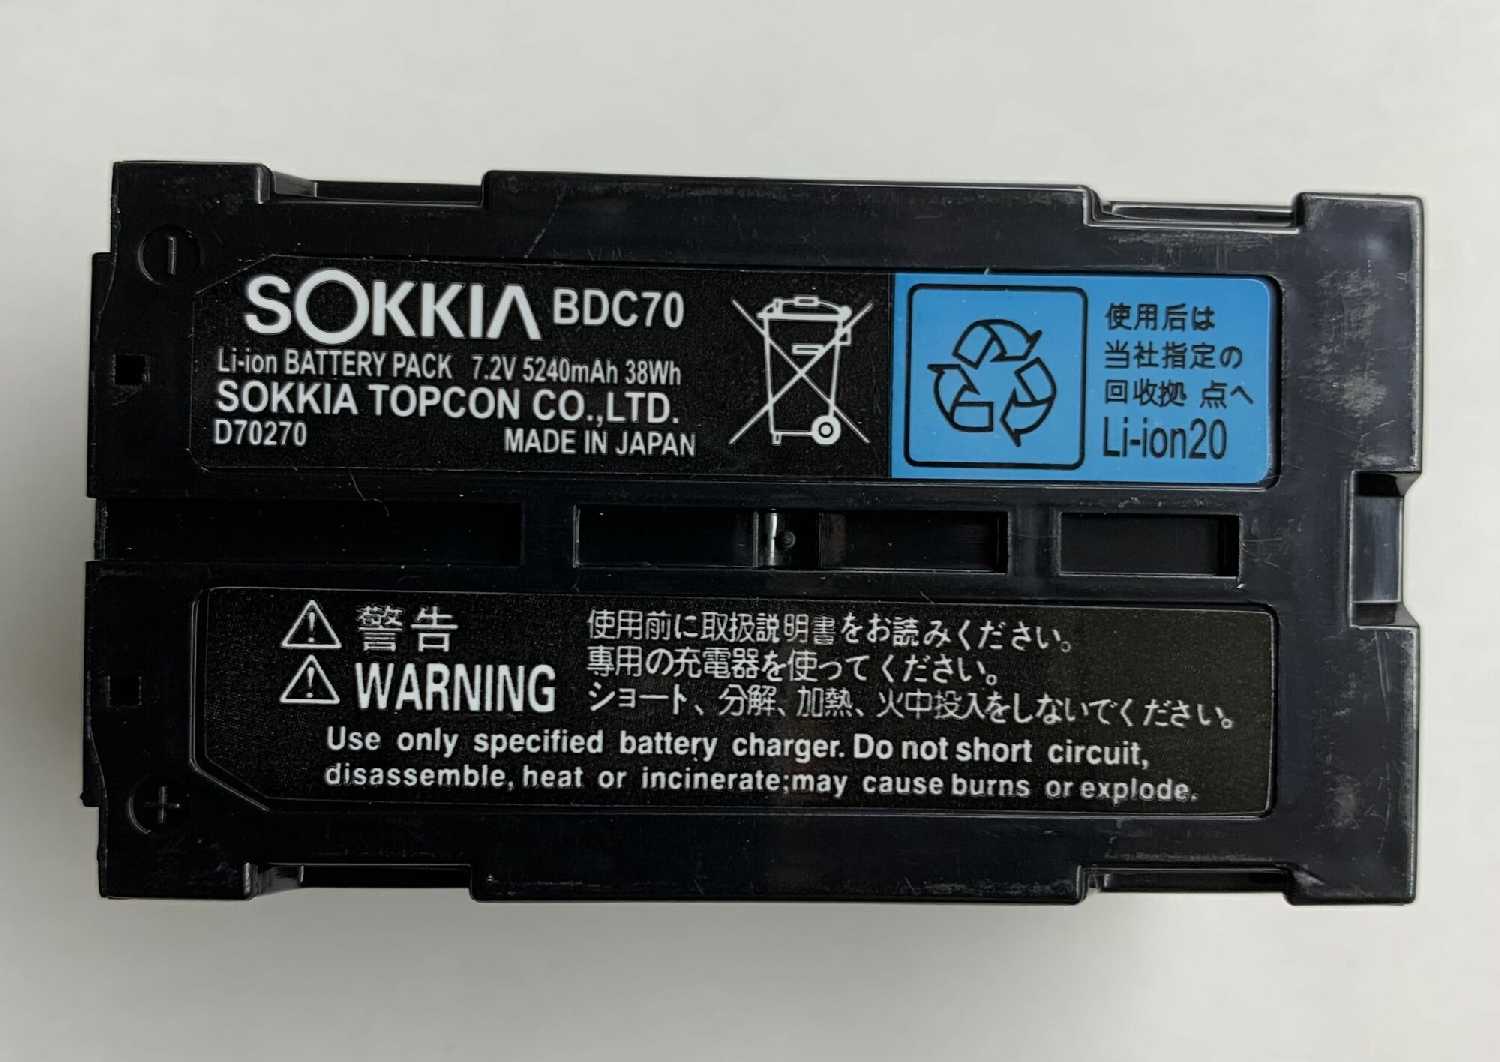 SOKKIA BDC70
Li-ion BATTERY PACK 7.2V 5240mAh 38Wh
SOKKIA TOPCON CO.,LTD.
D70270 MADE IN JAPAN
使用后は
当社指定の
回收拠 点へ
Li-ion20
警告
WARNING
使用前に取扱説明書をお読みください。
專用の充電器を使ってください。
ショート、分解、加熱、火中投入をしないでください。
Use only specified battery charger. Do not short circuit,
disassemble, heat or incinerate;may cause burns or explode.